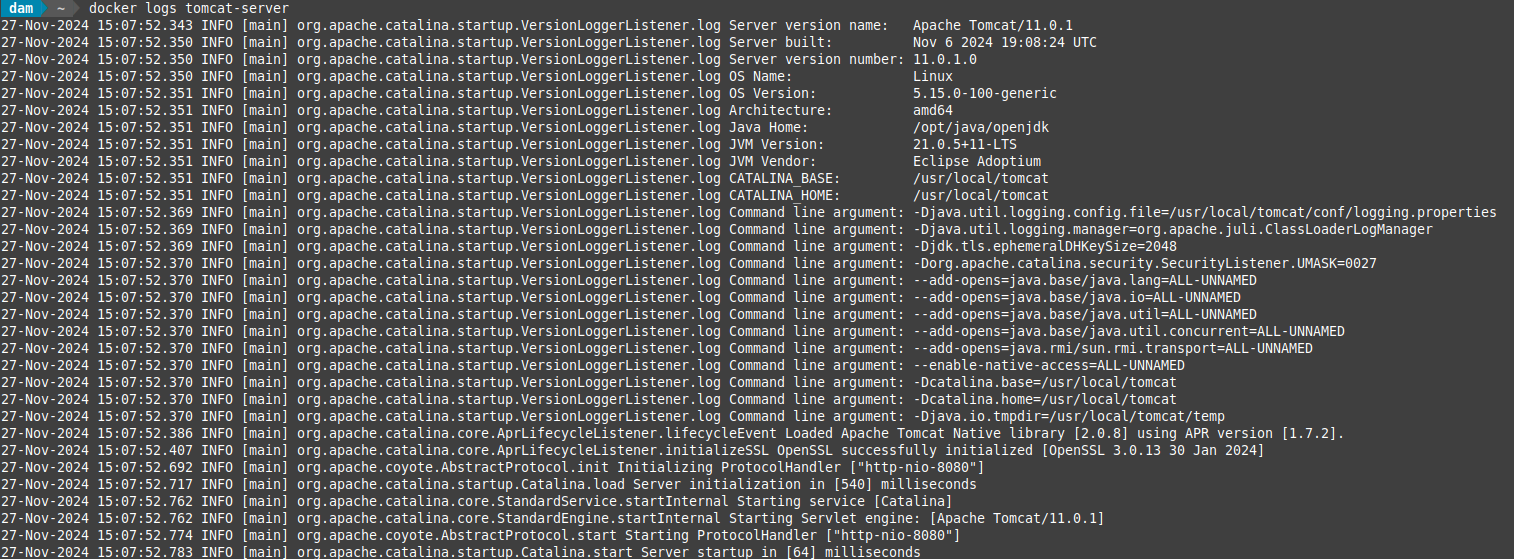 dam ~ docker logs tomcat-server
27-Nov-2024 15:07:52.343 INFO [main] org.apache.catalina.startup.VersionLoggerListener.log Server version name:   Apache Tomcat/11.0.1
27-Nov-2024 15:07:52.350 INFO [main] org.apache.catalina.startup.VersionLoggerListener.log Server built:          Nov 6 2024 19:08:24 UTC
27-Nov-2024 15:07:52.350 INFO [main] org.apache.catalina.startup.VersionLoggerListener.log Server version number: 11.0.1.0
27-Nov-2024 15:07:52.350 INFO [main] org.apache.catalina.startup.VersionLoggerListener.log OS Name:               Linux
27-Nov-2024 15:07:52.351 INFO [main] org.apache.catalina.startup.VersionLoggerListener.log OS Version:            5.15.0-100-generic
27-Nov-2024 15:07:52.351 INFO [main] org.apache.catalina.startup.VersionLoggerListener.log Architecture:          amd64
27-Nov-2024 15:07:52.351 INFO [main] org.apache.catalina.startup.VersionLoggerListener.log Java Home:             /opt/java/openjdk
27-Nov-2024 15:07:52.351 INFO [main] org.apache.catalina.startup.VersionLoggerListener.log JVM Version:           21.0.5+11-LTS
27-Nov-2024 15:07:52.351 INFO [main] org.apache.catalina.startup.VersionLoggerListener.log JVM Vendor:            Eclipse Adoptium
27-Nov-2024 15:07:52.351 INFO [main] org.apache.catalina.startup.VersionLoggerListener.log CATALINA_BASE:         /usr/local/tomcat
27-Nov-2024 15:07:52.351 INFO [main] org.apache.catalina.startup.VersionLoggerListener.log CATALINA_HOME:         /usr/local/tomcat
27-Nov-2024 15:07:52.369 INFO [main] org.apache.catalina.startup.VersionLoggerListener.log Command line argument: -Djava.util.logging.config.file=/usr/local/tomcat/conf/logging.properties
27-Nov-2024 15:07:52.369 INFO [main] org.apache.catalina.startup.VersionLoggerListener.log Command line argument: -Djava.util.logging.manager=org.apache.juli.ClassLoaderLogManager
27-Nov-2024 15:07:52.369 INFO [main] org.apache.catalina.startup.VersionLoggerListener.log Command line argument: -Djdk.tls.ephemeralDHKeySize=2048
27-Nov-2024 15:07:52.370 INFO [main] org.apache.catalina.startup.VersionLoggerListener.log Command line argument: -Dorg.apache.catalina.security.SecurityListener.UMASK=0027
27-Nov-2024 15:07:52.370 INFO [main] org.apache.catalina.startup.VersionLoggerListener.log Command line argument: --add-opens=java.base/java.lang=ALL-UNNAMED
27-Nov-2024 15:07:52.370 INFO [main] org.apache.catalina.startup.VersionLoggerListener.log Command line argument: --add-opens=java.base/java.io=ALL-UNNAMED
27-Nov-2024 15:07:52.370 INFO [main] org.apache.catalina.startup.VersionLoggerListener.log Command line argument: --add-opens=java.base/java.util=ALL-UNNAMED
27-Nov-2024 15:07:52.370 INFO [main] org.apache.catalina.startup.VersionLoggerListener.log Command line argument: --add-opens=java.base/java.util.concurrent=ALL-UNNAMED
27-Nov-2024 15:07:52.370 INFO [main] org.apache.catalina.startup.VersionLoggerListener.log Command line argument: --add-opens=java.rmi/sun.rmi.transport=ALL-UNNAMED
27-Nov-2024 15:07:52.370 INFO [main] org.apache.catalina.startup.VersionLoggerListener.log Command line argument: --enable-native-access=ALL-UNNAMED
27-Nov-2024 15:07:52.370 INFO [main] org.apache.catalina.startup.VersionLoggerListener.log Command line argument: -Dcatalina.base=/usr/local/tomcat
27-Nov-2024 15:07:52.370 INFO [main] org.apache.catalina.startup.VersionLoggerListener.log Command line argument: -Dcatalina.home=/usr/local/tomcat
27-Nov-2024 15:07:52.370 INFO [main] org.apache.catalina.startup.VersionLoggerListener.log Command line argument: -Djava.io.tmpdir=/usr/local/tomcat/temp
27-Nov-2024 15:07:52.386 INFO [main] org.apache.catalina.core.AprLifecycleListener.lifecycleEvent Loaded Apache Tomcat Native library [2.0.8] using APR version [1.7.2].
27-Nov-2024 15:07:52.407 INFO [main] org.apache.catalina.core.AprLifecycleListener.initializeSSL OpenSSL successfully initialized [OpenSSL 3.0.13 30 Jan 2024]
27-Nov-2024 15:07:52.692 INFO [main] org.apache.coyote.AbstractProtocol.init Initializing ProtocolHandler ["http-nio-8080"]
27-Nov-2024 15:07:52.717 INFO [main] org.apache.catalina.startup.Catalina.load Server initialization in [540] milliseconds
27-Nov-2024 15:07:52.762 INFO [main] org.apache.catalina.core.StandardService.startInternal Starting service [Catalina]
27-Nov-2024 15:07:52.762 INFO [main] org.apache.catalina.core.StandardEngine.startInternal Starting Servlet engine: [Apache Tomcat/11.0.1]
27-Nov-2024 15:07:52.774 INFO [main] org.apache.coyote.AbstractProtocol.start Starting ProtocolHandler ["http-nio-8080"]
27-Nov-2024 15:07:52.783 INFO [main] org.apache.catalina.startup.Catalina.start Server startup in [64] milliseconds